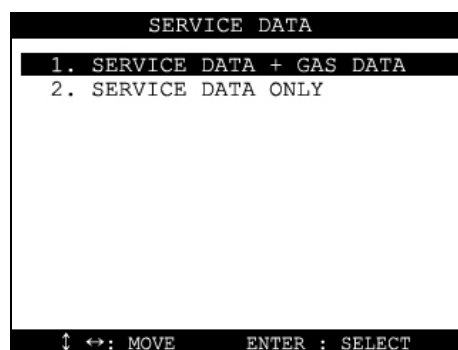 SERVICE DATA
1. SERVICE DATA + GAS DATA
2. SERVICE DATA ONLY
↕ ↔: MOVE ENTER : SELECT